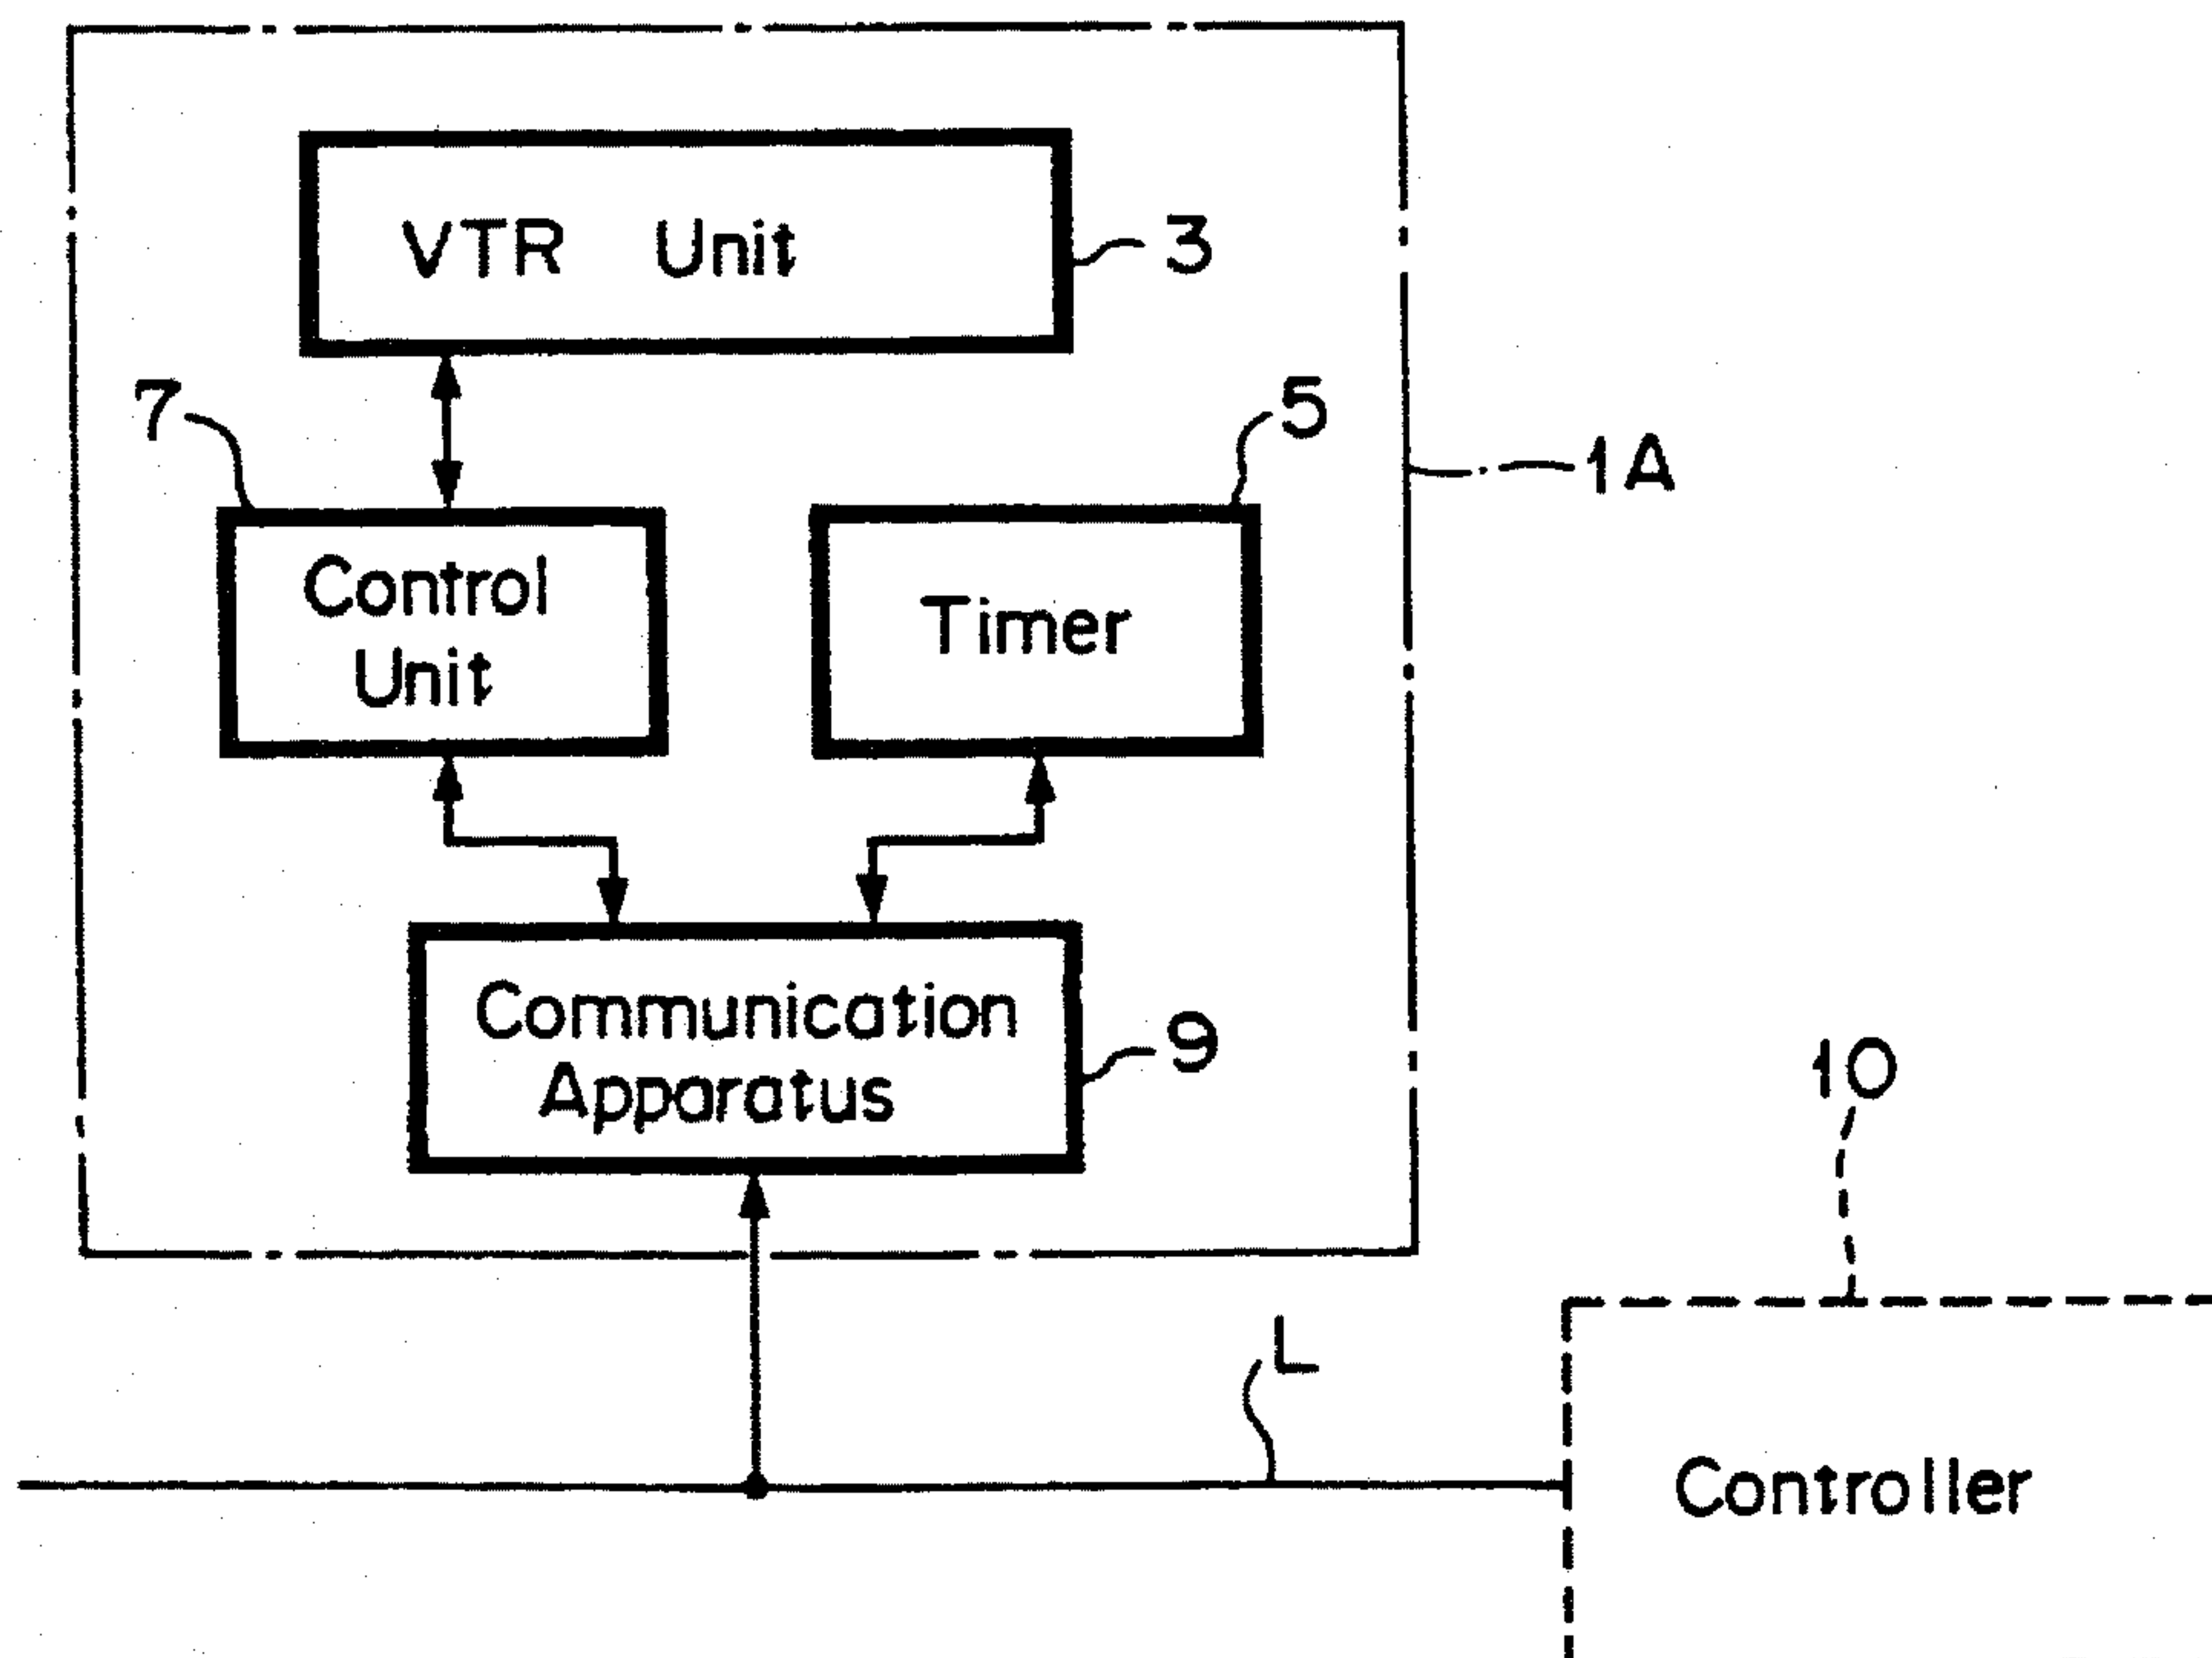 VTR Unit
3
7
5
1A
Control
Unit
Timer
Communication
Apparatus
9
10
L
Controller